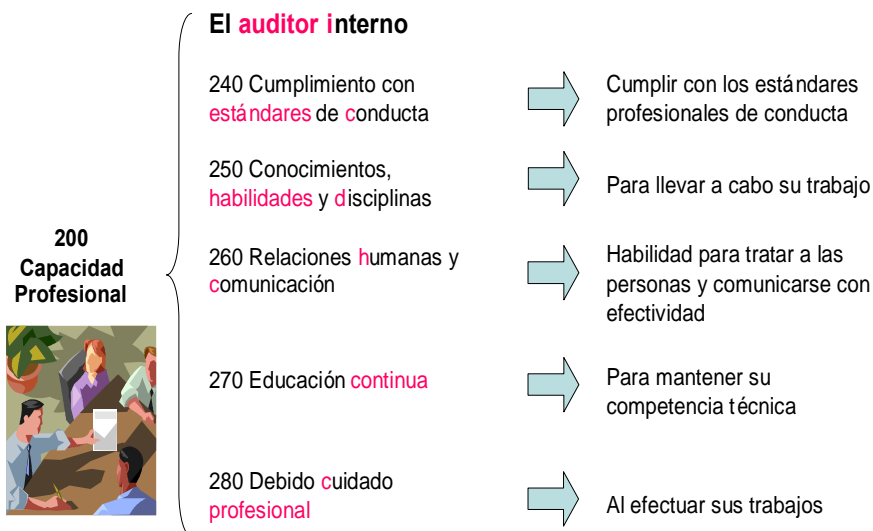 El auditor interno
240 Cumplimiento con
estándares de conducta
Cumplir con los estándares
profesionales de conducta
250 Conocimientos,
habilidades y disciplinas
Para llevar a cabo su trabajo
200
Capacidad
Profesional
260 Relaciones humanas y
comunicación
Habilidad para tratar a las
personas y comunicarse con
efectividad
270 Educación continua
Para mantener su
competencia técnica
280 Debido cuidado
profesional
Al efectuar sus trabajos